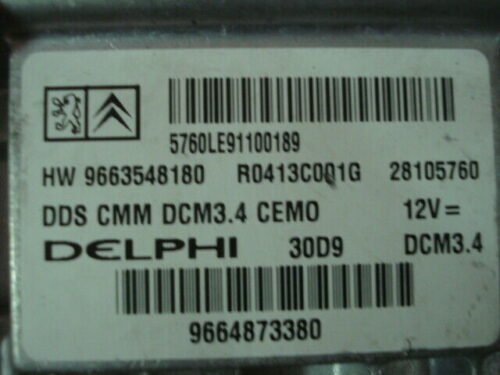 5760LE91100189
HW 9663548180 R0413C001G 28105760
DDS CMM DCM3.4 CEMO 12V =
DELPHI 30D9 DCM3.4
9664873380